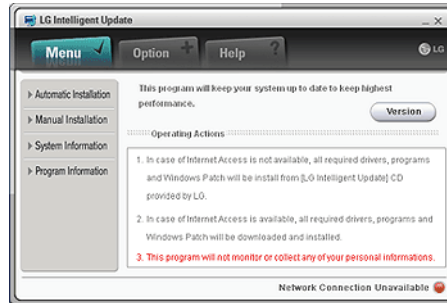 LG Intelligent Update
Menu
Option
Help
LG
Automatic Installation
Manual Installation
System Information
Program Information
This program will keep your system up to date to keep highest
performance.
Version
Operating Actions
1. In case of Internet Access is not available, all required drivers, programs
and Windows Patch will be install from [LG Intelligent Update] CD
provided by LG.
2. In case of Internet Access is available, all required drivers, programs and
Windows Patch will be downloaded and installed.
3. This program will not monitor or collect any of your personal informations.
Network Connection Unavailable